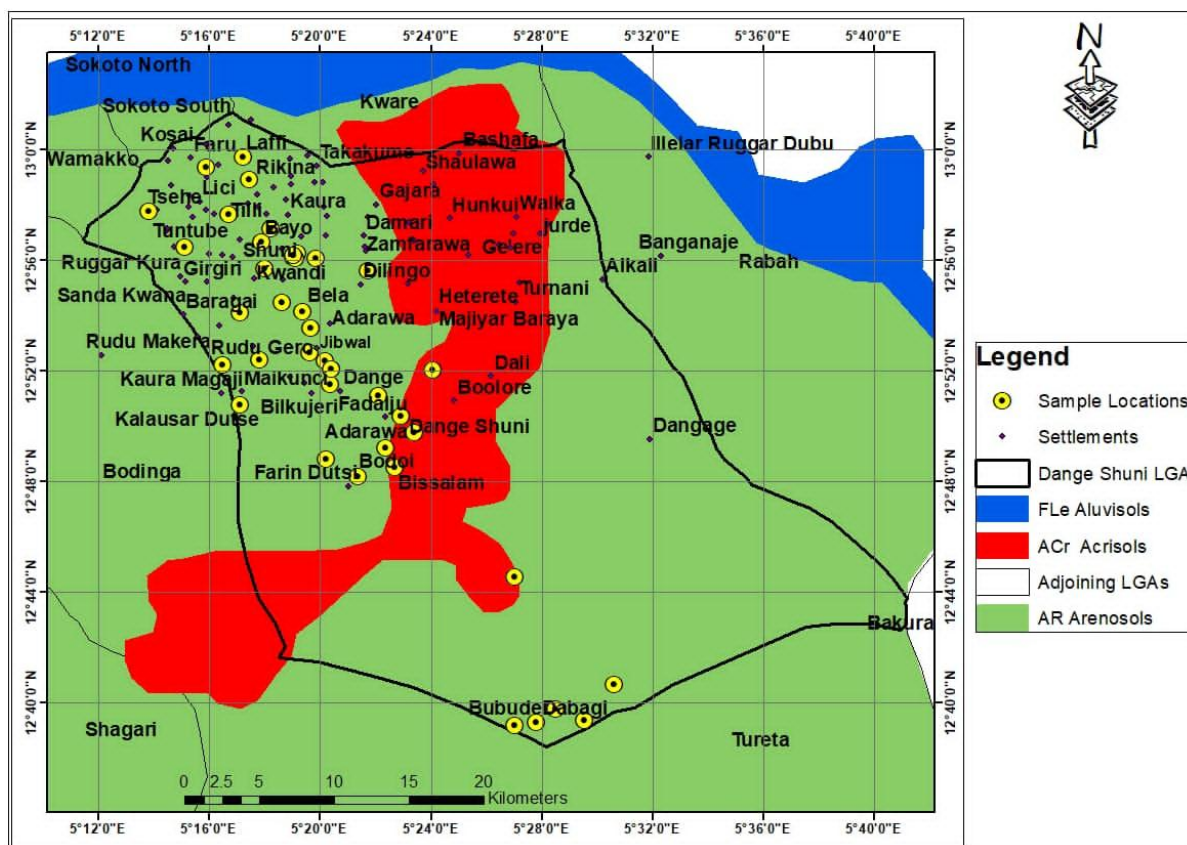 5°12'0"E 5°16'0"E 5°20'0"E 5°24'0"E 5°28'0"E 5°32'0"E 5°36'0"E 5°40'0"E
N
Sokoto North
Sokoto South
Kware
Kosai
Faru
Laffi
13°0'0"N
Bashafa
Illelar Ruggar Dubu
13°0'0"N
Wamakko
Takakume
Shaulawa
Rikina
Lici
Gajara
Tsehe
Tilli
Kaura
Hunkui
Walka
Tuntube
Bayo
Damari
jurde
Shuni
Zamfarawa
Geere
Banganaje
12°56'0"N
Ruggar Kura
Girgiri
Kwandi
Dilingo
Aikali
Rabah
12°56'0"N
Sanda Kwana
Baragai
Bela
Heterete
Turnani
Adarawa
Majiyar Baraya
Rudu Makera
Rudu Gero
Jibwal
12°52'0"N
Dali
12°52'0"N
Kaura Magaji
Maikunci
Dange
Boolore
Kalausar Dutse
Bilkujeri
Fadalju
Adarawa
Dange Shuni
Dangage
Bodinga
Farin Dutsi
Bodoi
Bissalam
12°48'0"N
12°48'0"N
12°44'0"N
12°44'0"N
Bakura
12°40'0"N
Bubude
Dabagi
12°40'0"N
Shagari
Tureta
0 2.5 5 10 15 20
Kilometers
5°12'0"E 5°16'0"E 5°20'0"E 5°24'0"E 5°28'0"E 5°32'0"E 5°36'0"E 5°40'0"E
Legend
Sample Locations
Settlements
Dange Shuni LGA
FLe Aluvisols
ACr Acrisols
Adjoining LGAs
AR Arenosols